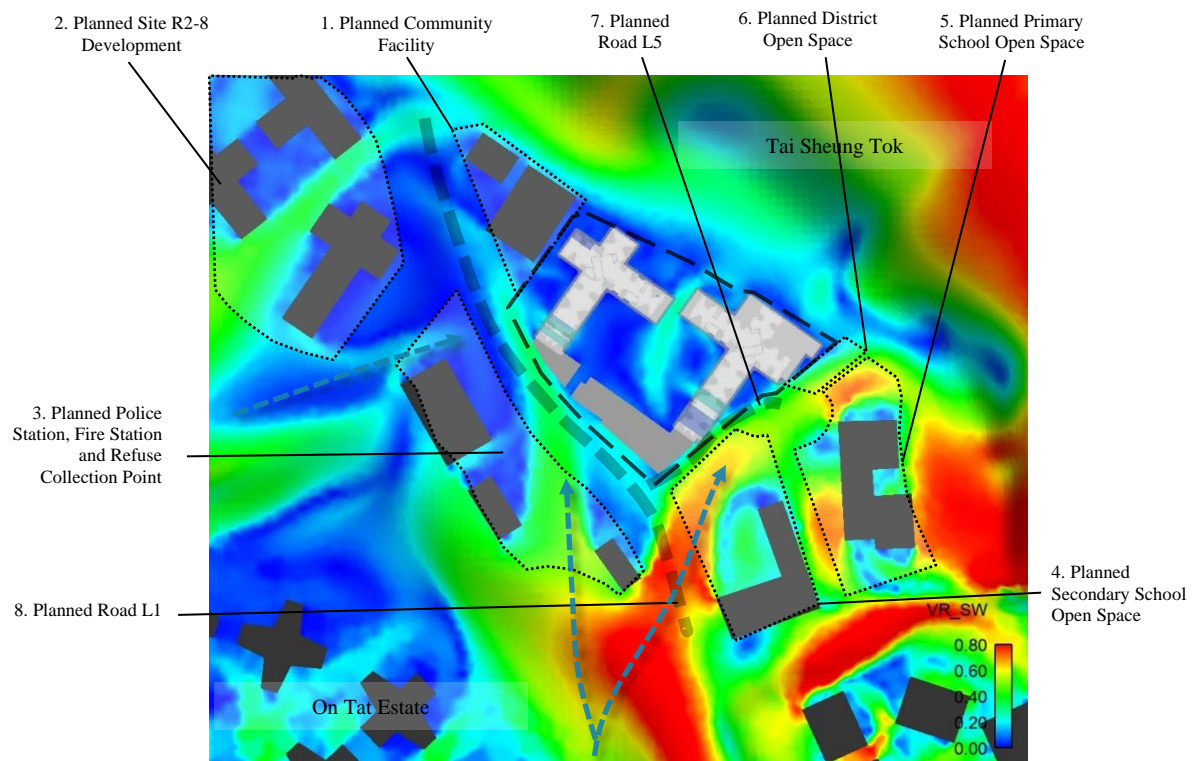 2. Planned Site R2-8
Development
1. Planned Community
Facility
7. Planned
Road L5
6. Planned District
Open Space
5. Planned Primary
School Open Space
Tai Sheung Tok
3. Planned Police
Station, Fire Station
and Refuse
Collection Point
8. Planned Road L1
4. Planned
Secondary School
Open Space
On Tat Estate
VR_SW
0.80
0.60
0.40
0.20
0.00